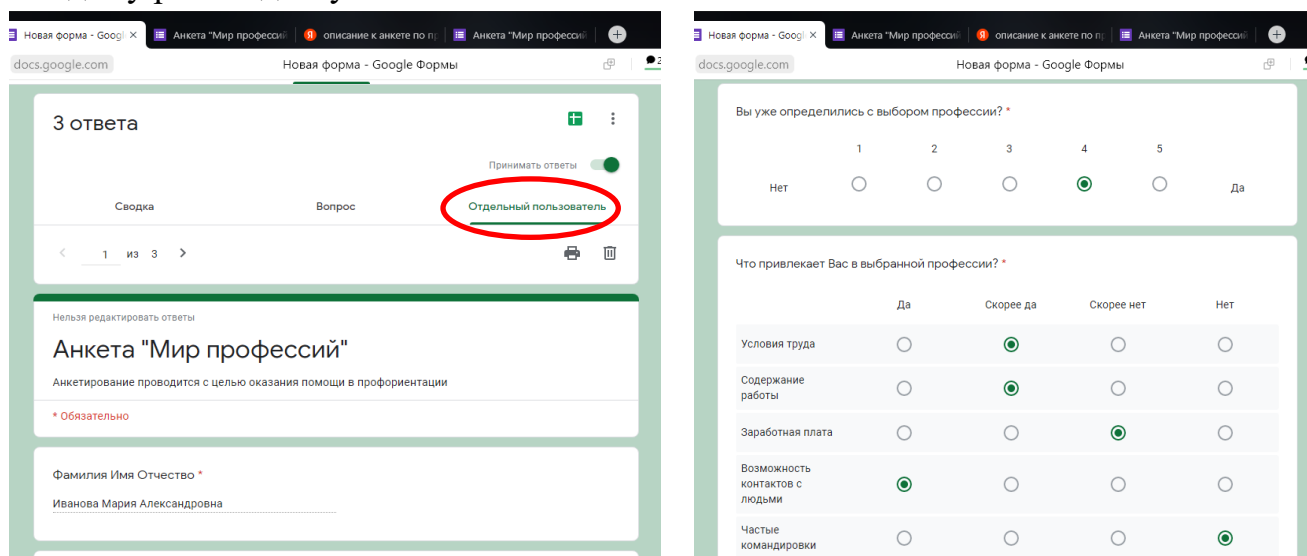 Новая форма - Googl
Анкета "Мир профессий
описание к анкете по пр
Анкета "Мир профессий
docs.google.com
Новая форма - Google Формы
3 ответа
Принимать ответы
Сводка
Вопрос
Отдельный пользователь
1 из 3
Нельзя редактировать ответы
Анкета "Мир профессий"
Анкетирование проводится с целью оказания помощи в профориентации
* Обязательно
Фамилия Имя Отчество *
Иванова Мария Александровна
Новая форма - Googl
Анкета "Мир профессий
описание к анкете по пр
Анкета "Мир профессий
docs.google.com
Новая форма - Google Формы
Вы уже определились с выбором профессии? *
1 2 3 4 5
Нет Да
Что привлекает Вас в выбранной профессии? *
Да Скорее да Скорее нет Нет
Условия труда
Содержание
работы
Заработная плата
Возможность
контактов с
людьми
Частые
командировки